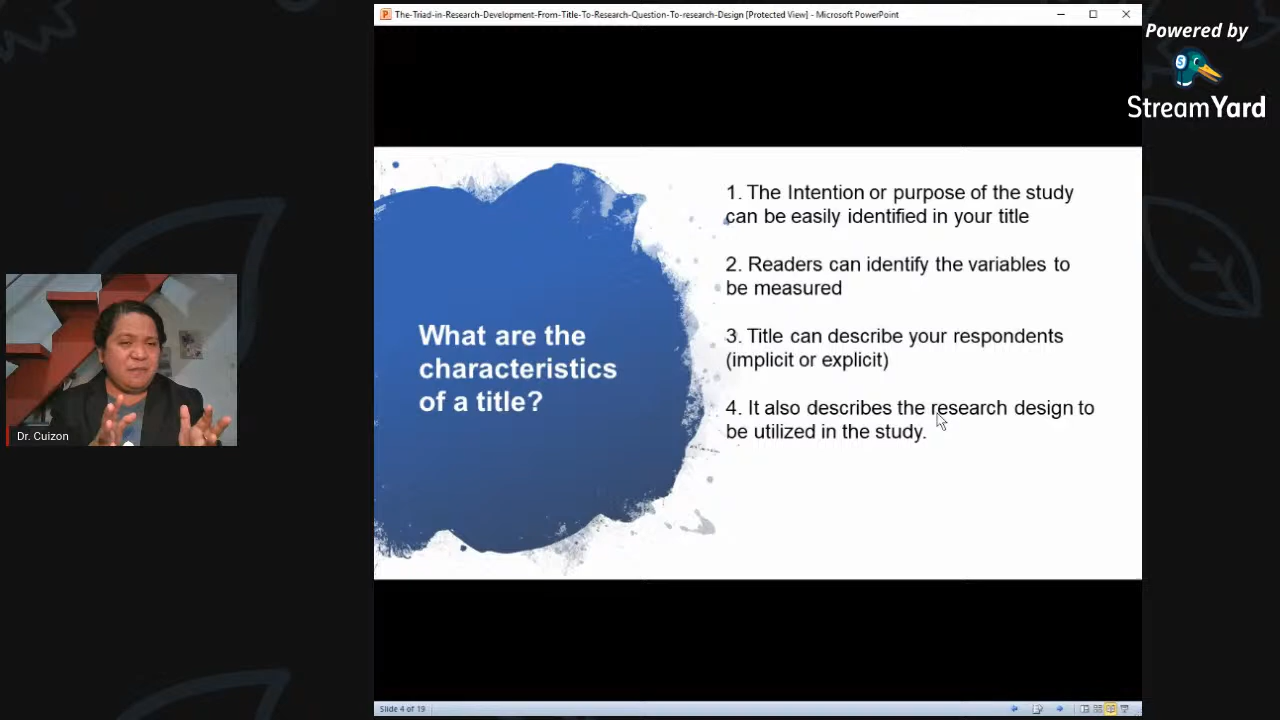 The-Triad-in-Research-Development-From-Title-To-Research-Question-To-research-Design [Protected View] - Microsoft PowerPoint
Powered by
S
StreamYard
What are the
characteristics
of a title?
1. The Intention or purpose of the study
can be easily identified in your title
2. Readers can identify the variables to
be measured
3. Title can describe your respondents
(implicit or explicit)
4. It also describes the research design to
be utilized in the study.
Dr. Cuizon
Slide 4 of 19